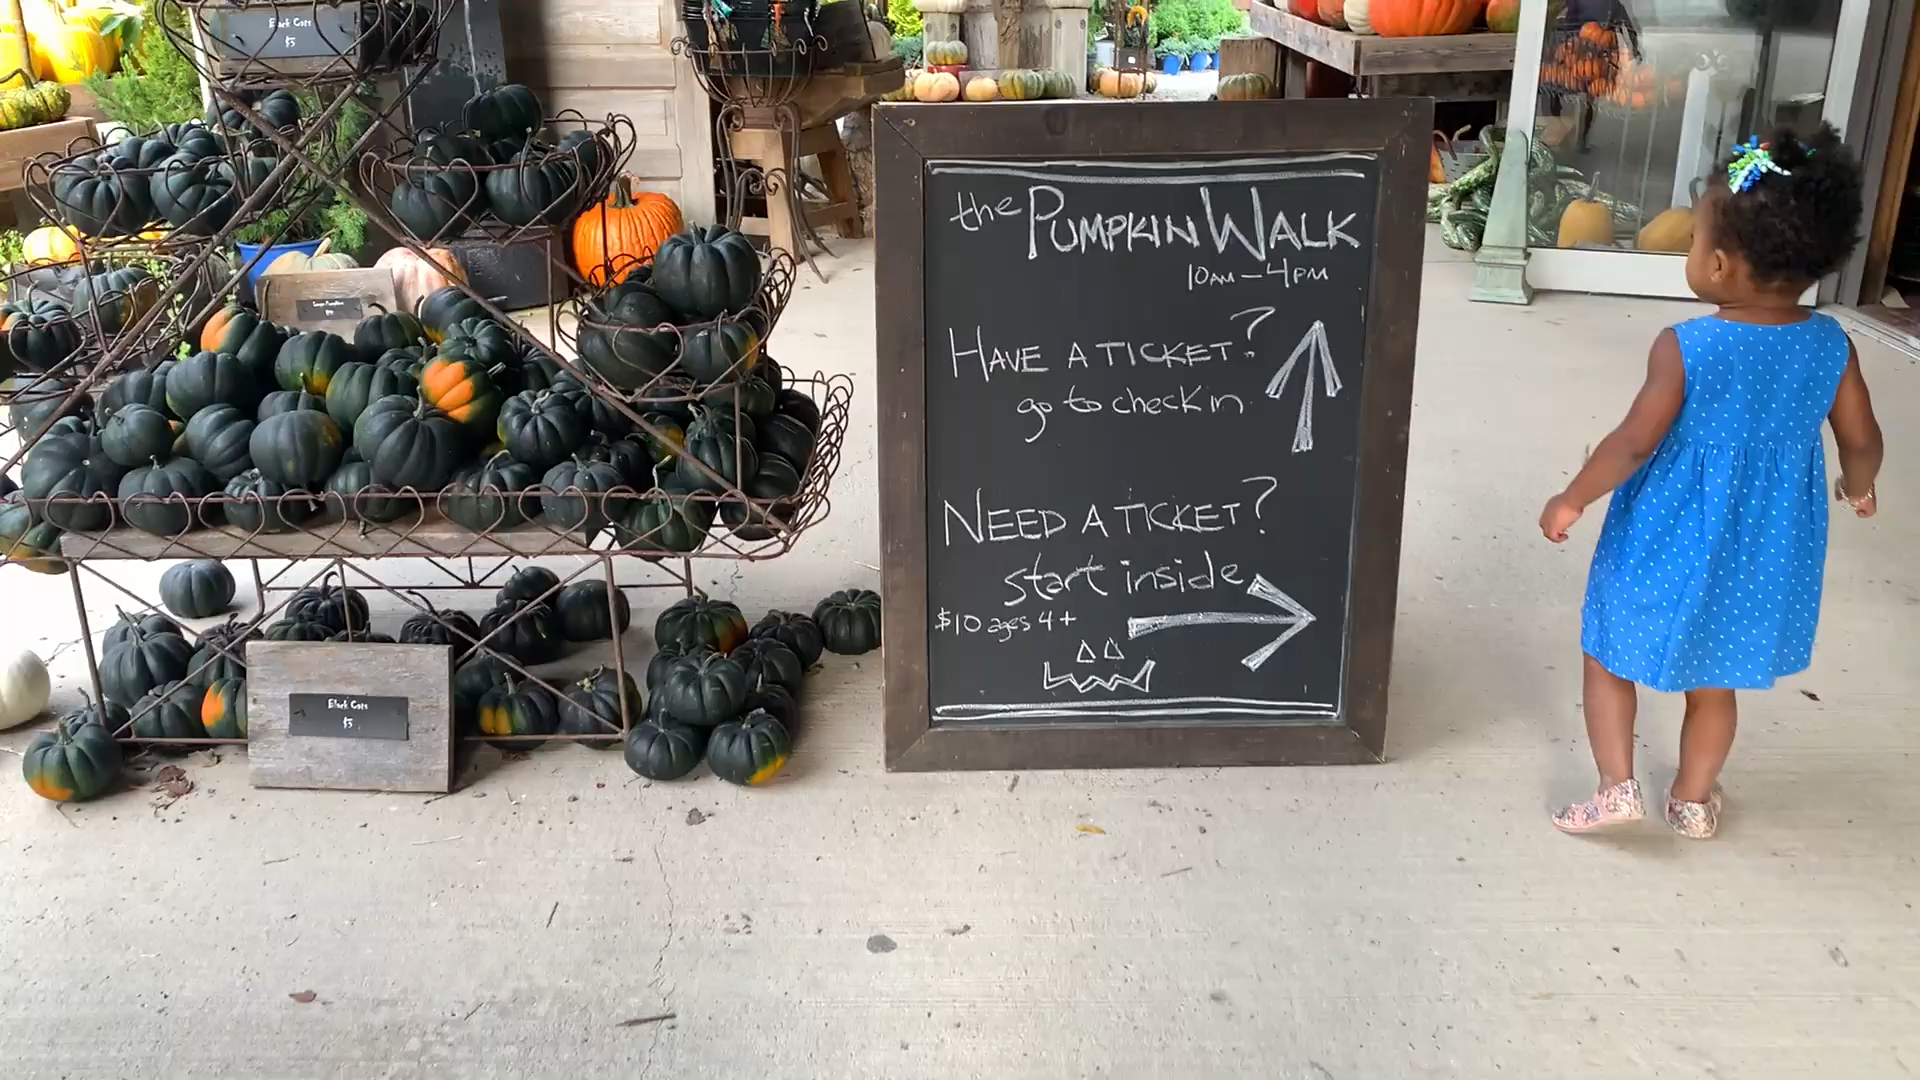 Black Cats
$5
the PUMPKIN WALK
10AM – 4PM
HAVE A TICKET?
go to check in
NEED A TICKET?
start inside
$10 ages 4+
Black Cats
$5